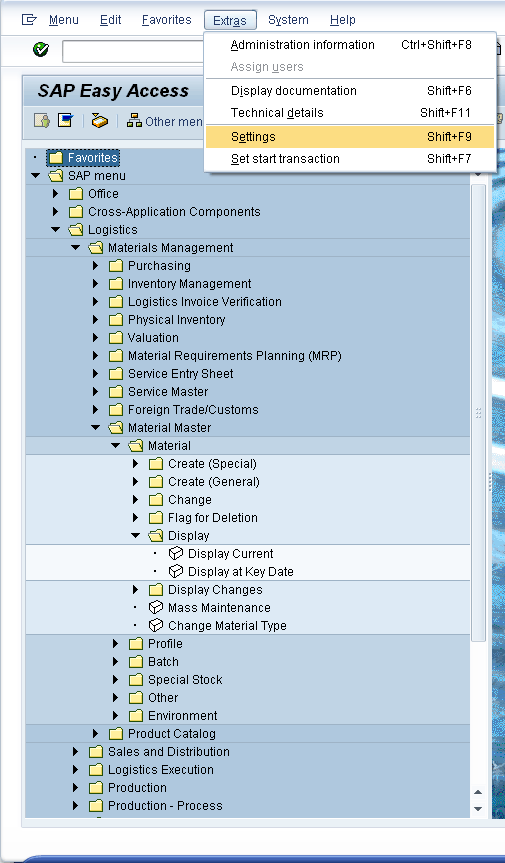 Menu Edit Favorites Extras System Help
Administration information Ctrl+Shift+F8
Assign users
Display documentation Shift+F6
Technical details Shift+F11
Settings Shift+F9
Set start transaction Shift+F7
SAP Easy Access
Other men
Favorites
SAP menu
Office
Cross-Application Components
Logistics
Materials Management
Purchasing
Inventory Management
Logistics Invoice Verification
Physical Inventory
Valuation
Material Requirements Planning (MRP)
Service Entry Sheet
Service Master
Foreign Trade/Customs
Material Master
Material
Create (Special)
Create (General)
Change
Flag for Deletion
Display
Display Current
Display at Key Date
Display Changes
Mass Maintenance
Change Material Type
Profile
Batch
Special Stock
Other
Environment
Product Catalog
Sales and Distribution
Logistics Execution
Production
Production - Process